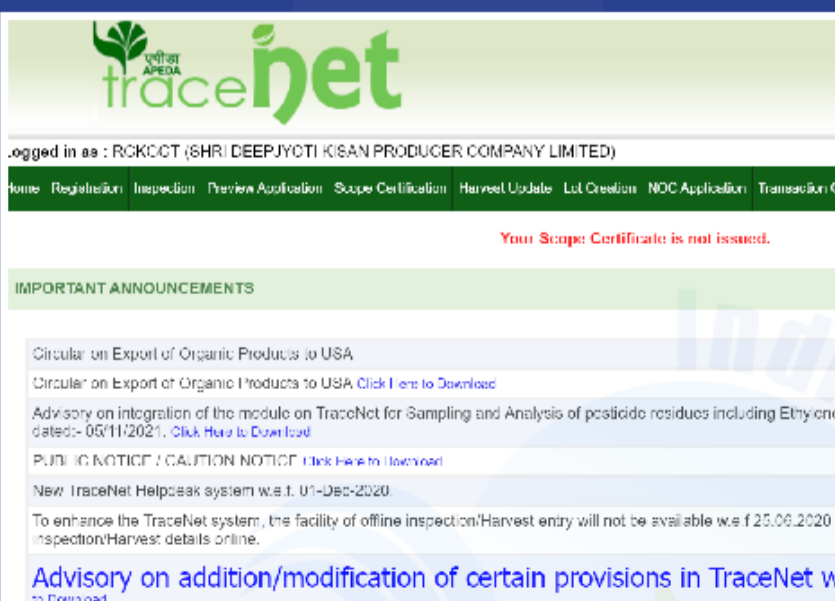 एपीडा
APEDA
tracenet
Logged in as : (SHRI DEEPJYOTI KISAN PRODUCER COMPANY LIMITED)
Home Registration Inspection Preview Application Scope Certification Harvest Update Lot Creation NOC Application Transaction C
Your Scope Certificate is not issued.
IMPORTANT ANNOUNCEMENTS
Indi
Circular on Export of Organic Products to USA
Circular on Export of Organic Products to USA Click Here to Download
Advisory on integration of the module on TraceNet for Sampling and Analysis of pesticide residues including Ethylene
dated:- 05/11/2021. Click Here to Download
PUBLIC NOTICE / CAUTION NOTICE Click Here to Download
New TraceNet Helpdesk system w.e.f. 01-Dec-2020.
To enhance the TraceNet system, the facility of offline inspection/Harvest entry will not be available w.e.f 25.06.2020
inspection/Harvest details online.
Advisory on addition/modification of certain provisions in TraceNet w
to Download